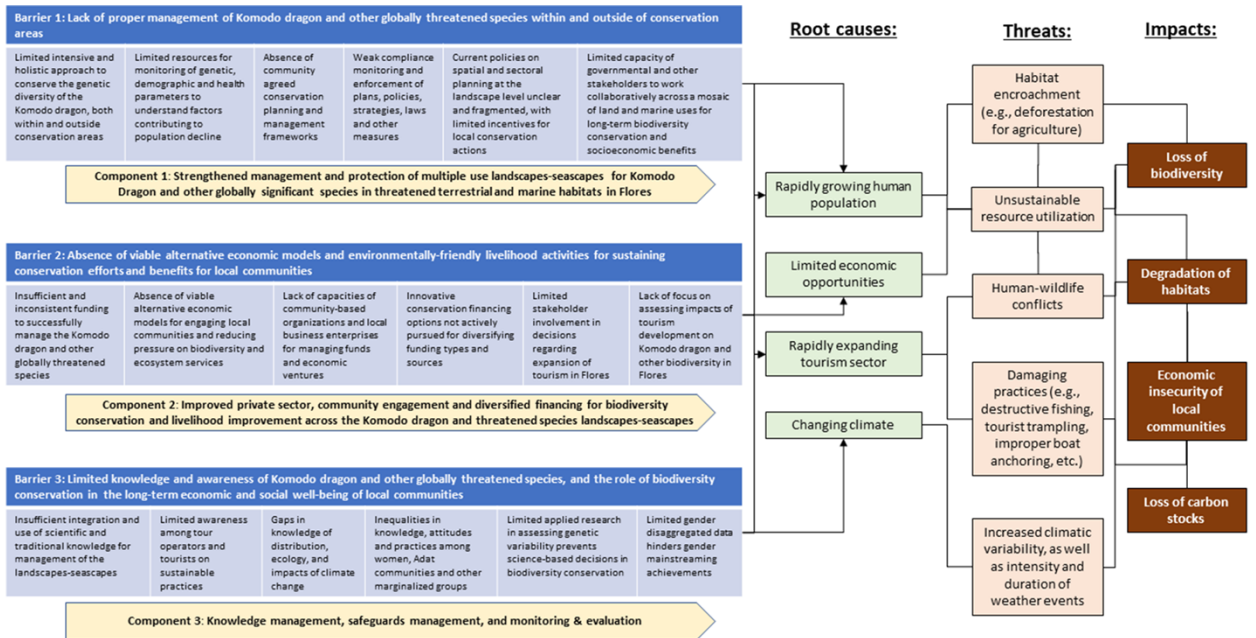 Barrier 1: Lack of proper management of Komodo dragon and other globally threatened species within and outside of conservation
areas
Limited intensive and
holistic approach to
conserve the genetic
diversity of the
Komodo dragon, both
within and outside
conservation areas
Limited resources for
monitoring of genetic,
demographic and health
parameters to
understand factors
contributing to
population decline
Absence of
community
agreed
conservation
planning and
management
frameworks
Weak compliance
monitoring and
enforcement of
plans, policies,
strategies, laws
and other
measures
Current policies on
spatial and sectoral
planning at the
landscape level unclear
and fragmented, with
limited incentives for
local conservation
actions
Limited capacity of
governmental and other
stakeholders to work
collaboratively across a mosaic
of land and marine uses for
long-term biodiversity
conservation and
socioeconomic benefits
Component 1: Strengthened management and protection of multiple use landscapes-seascapes for Komodo
Dragon and other globally significant species in threatened terrestrial and marine habitats in Flores
Barrier 2: Absence of viable alternative economic models and environmentally-friendly livelihood activities for sustaining
conservation efforts and benefits for local communities
Insufficient and
inconsistent funding
to successfully
manage the Komodo
dragon and other
globally threatened
species
Absence of viable
alternative economic
models for engaging local
communities and reducing
pressure on biodiversity and
ecosystem services
Lack of capacities of
community-based
organizations and local
business enterprises
for managing funds
and economic
ventures
Innovative
conservation financing
options not actively
pursued for diversifying
funding types and
sources
Limited
stakeholder
involvement in
decisions
regarding
expansion of
tourism in Flores
Lack of focus on
assessing impacts of
tourism
development on
Komodo dragon and
other biodiversity in
Flores
Component 2: Improved private sector, community engagement and diversified financing for biodiversity
conservation and livelihood improvement across the Komodo dragon and threatened species landscapes-seascapes
Barrier 3: Limited knowledge and awareness of Komodo dragon and other globally threatened species, and the role of biodiversity
conservation in the long-term economic and social well-being of local communities
Insufficient integration and
use of scientific and
traditional knowledge for
management of the
landscapes-seascapes
Limited awareness
among tour
operators and
tourists on
sustainable
practices
Gaps in
knowledge of
distribution,
ecology, and
impacts of climate
change
Inequalities in
knowledge, attitudes
and practices among
women, Adat
communities and other
marginalized groups
Limited applied research
in assessing genetic
variability prevents
science-based decisions in
biodiversity conservation
Limited gender
disaggregated data
hinders gender
mainstreaming
achievements
Component 3: Knowledge management, safeguards management, and monitoring & evaluation
Root causes:
Rapidly growing human
population
Limited economic
opportunities
Rapidly expanding
tourism sector
Changing climate
Threats:
Habitat
encroachment
(e.g., deforestation
for agriculture)
Unsustainable
resource utilization
Human-wildlife
conflicts
Damaging
practices (e.g.,
destructive fishing,
tourist trampling,
improper boat
anchoring, etc.)
Increased climatic
variability, as well
as intensity and
duration of
weather events
Impacts:
Loss of
biodiversity
Degradation of
habitats
Economic
insecurity of
local
communities
Loss of carbon
stocks